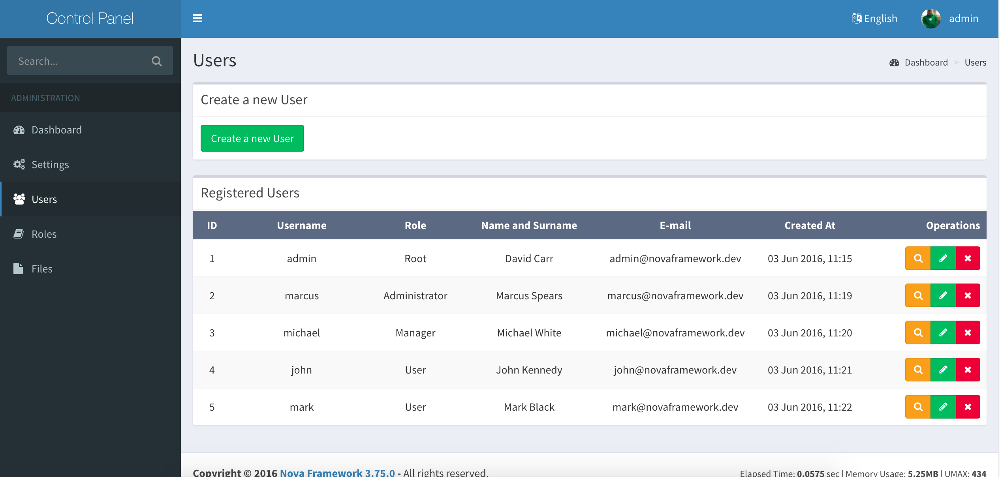 Control Panel
English
admin
Search...
ADMINISTRATION
Dashboard
Settings
Users
Roles
Files
Users
Dashboard > Users
Create a new User
Create a new User
Registered Users
ID Username Role Name and Surname E-mail Created At Operations
1 admin Root David Carr admin@novaframework.dev 03 Jun 2016, 11:15
2 marcus Administrator Marcus Spears marcus@novaframework.dev 03 Jun 2016, 11:19
3 michael Manager Michael White michael@novaframework.dev 03 Jun 2016, 11:20
4 john User John Kennedy john@novaframework.dev 03 Jun 2016, 11:21
5 mark User Mark Black mark@novaframework.dev 03 Jun 2016, 11:22
Copyright © 2016 Nova Framework 3.75.0 - All rights reserved.
Elapsed Time: 0.0575 sec | Memory Usage: 5.25MB | UMAX: 434